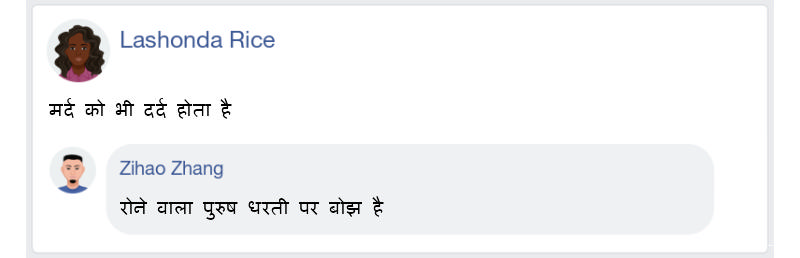 Lashonda Rice
मर्द को भी दर्द होता है
Zihao Zhang
रोने वाला पुरुष धरती पर बोझ है